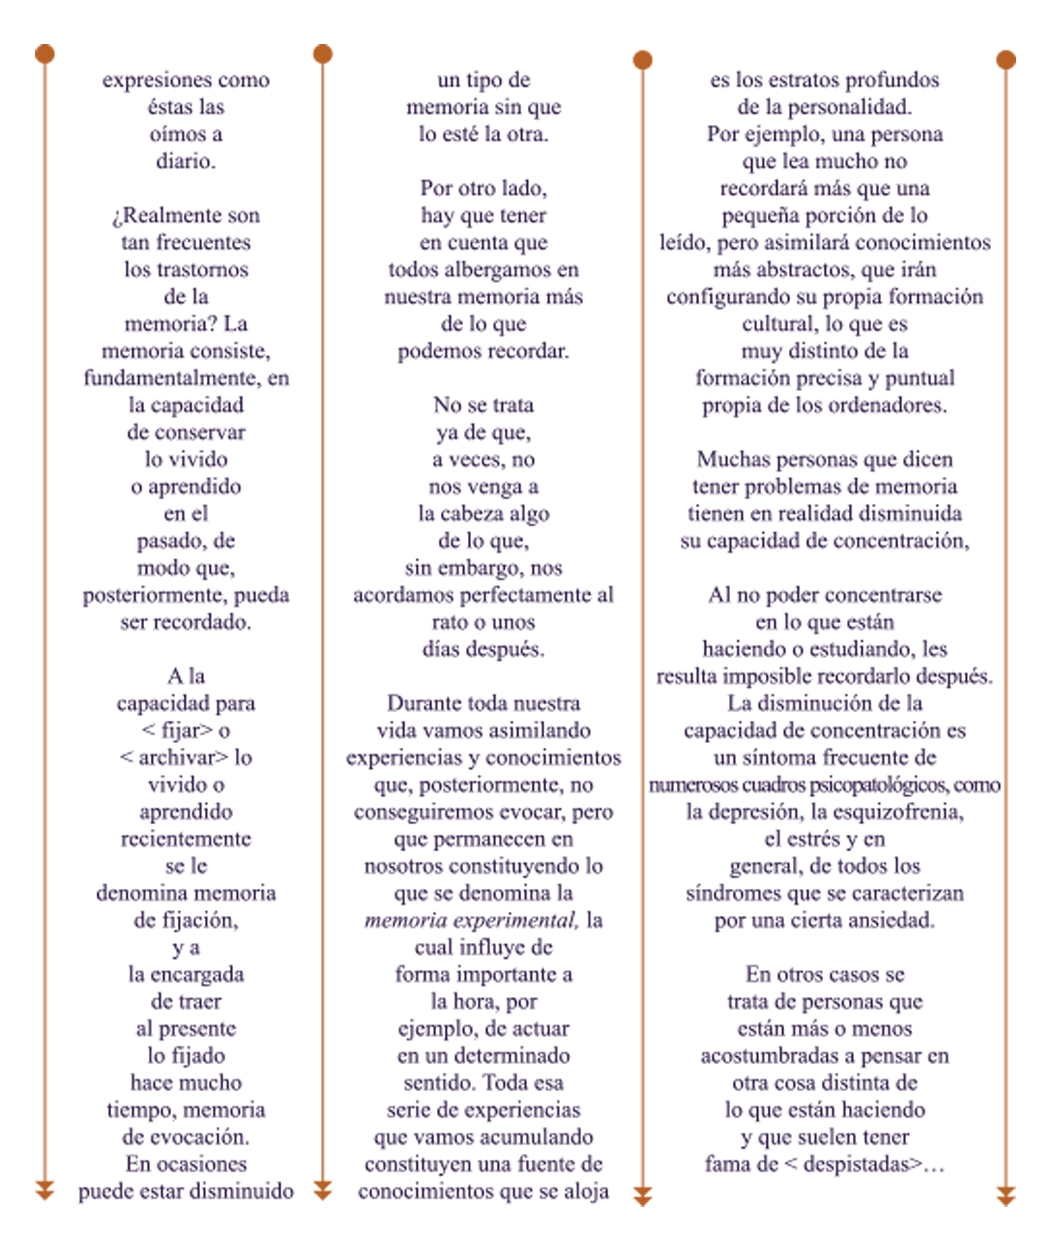 expresiones como
éstas las
oímos a
diario.
¿Realmente son
tan frecuentes
los trastornos
de la
memoria? La
memoria consiste,
fundamentalmente, en
la capacidad
de conservar
lo vivido
o aprendido
en el
pasado, de
modo que,
posteriormente, pueda
ser recordado.
A la
capacidad para
< fijar> o
< archivar> lo
vivido o
aprendido
recientemente
se le
denomina memoria
de fijación,
y a
la encargada
de traer
al presente
lo fijado
hace mucho
tiempo, memoria
de evocación.
En ocasiones
puede estar disminuido
un tipo de
memoria sin que
lo esté la otra.
Por otro lado,
hay que tener
en cuenta que
todos albergamos en
nuestra memoria más
de lo que
podemos recordar.
No se trata
ya de que,
a veces, no
nos venga a
la cabeza algo
de lo que,
sin embargo, nos
acordamos perfectamente al
rato o unos
días después.
Durante toda nuestra
vida vamos asimilando
experiencias y conocimientos
que, posteriormente, no
conseguiremos evocar, pero
que permanecen en
nosotros constituyendo lo
que se denomina la
memoria experimental, la
cual influye de
forma importante a
la hora, por
ejemplo, de actuar
en un determinado
sentido. Toda esa
serie de experiencias
que vamos acumulando
constituyen una fuente de
conocimientos que se aloja
es los estratos profundos
de la personalidad.
Por ejemplo, una persona
que lea mucho no
recordará más que una
pequeña porción de lo
leído, pero asimilará conocimientos
más abstractos, que irán
configurando su propia formación
cultural, lo que es
muy distinto de la
formación precisa y puntual
propia de los ordenadores.
Muchas personas que dicen
tener problemas de memoria
tienen en realidad disminuida
su capacidad de concentración,
Al no poder concentrarse
en lo que están
haciendo o estudiando, les
resulta imposible recordarlo después.
La disminución de la
capacidad de concentración es
un síntoma frecuente de
numerosos cuadros psicopatológicos, como
la depresión, la esquizofrenia,
el estrés y en
general, de todos los
síndromes que se caracterizan
por una cierta ansiedad.
En otros casos se
trata de personas que
están más o menos
acostumbradas a pensar en
otra cosa distinta de
lo que están haciendo
y que suelen tener
fama de < despistadas>…